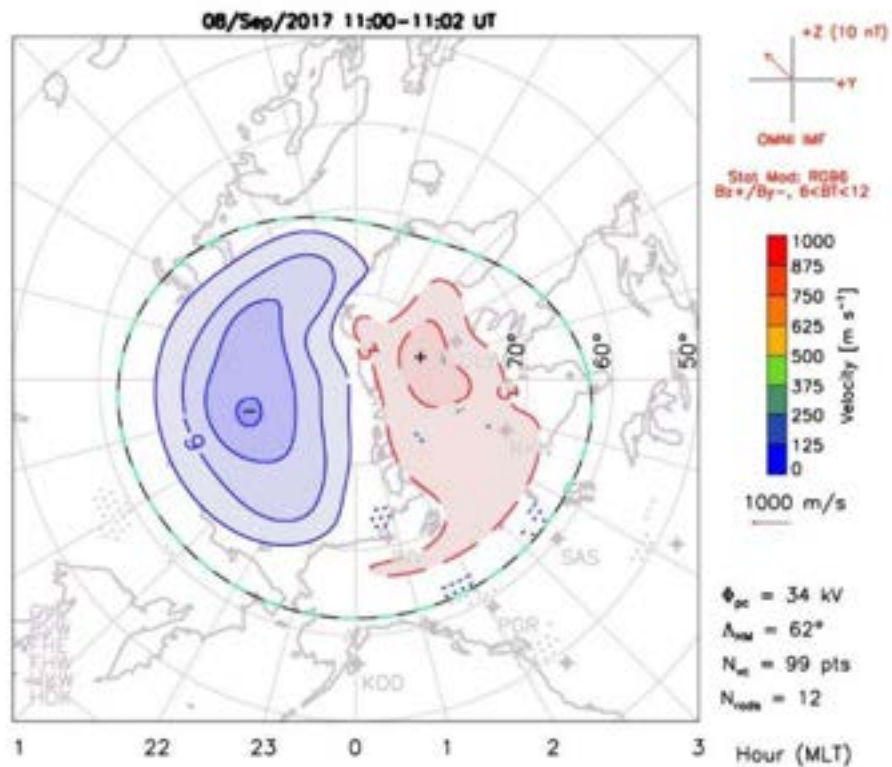 08/Sep/2017 11:00-11:02 UT
+Z (10 nT)
+Y
OMNI IMF
Stat Mod: RG96
Bz+/By-, 6<BT<12
1000
875
750
625
500
375
250
125
0
Velocity [m s⁻¹]
1000 m/s
Φpc = 34 kV
ΛHM = 62°
Nvc = 99 pts
Nrads = 12
70°
60°
50°
-9
3
3
+
-
SAS
PGR
KOD
1 22 23 0 1 2 3
Hour (MLT)